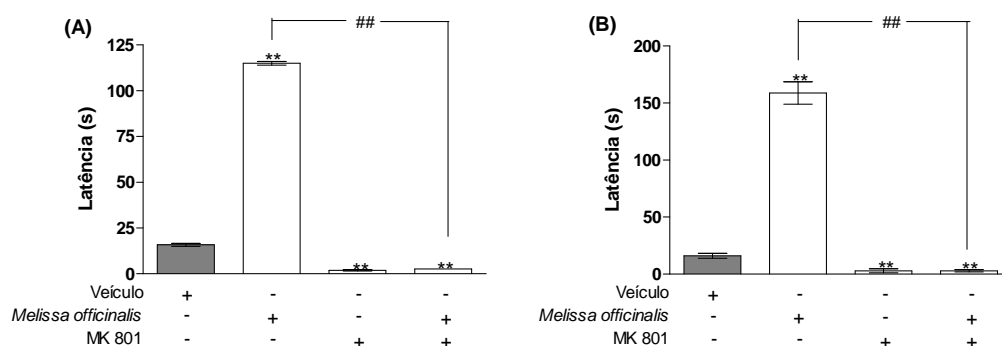 (A)
##
Latência (s)
125
100
75
50
25
0
**
**
**
Veículo + - - -
Melissa officinalis - + - +
MK 801 - - + +
(B)
##
Latência (s)
200
150
100
50
0
**
**
**
Veículo + - - -
Melissa officinalis - + - +
MK 801 - - + +